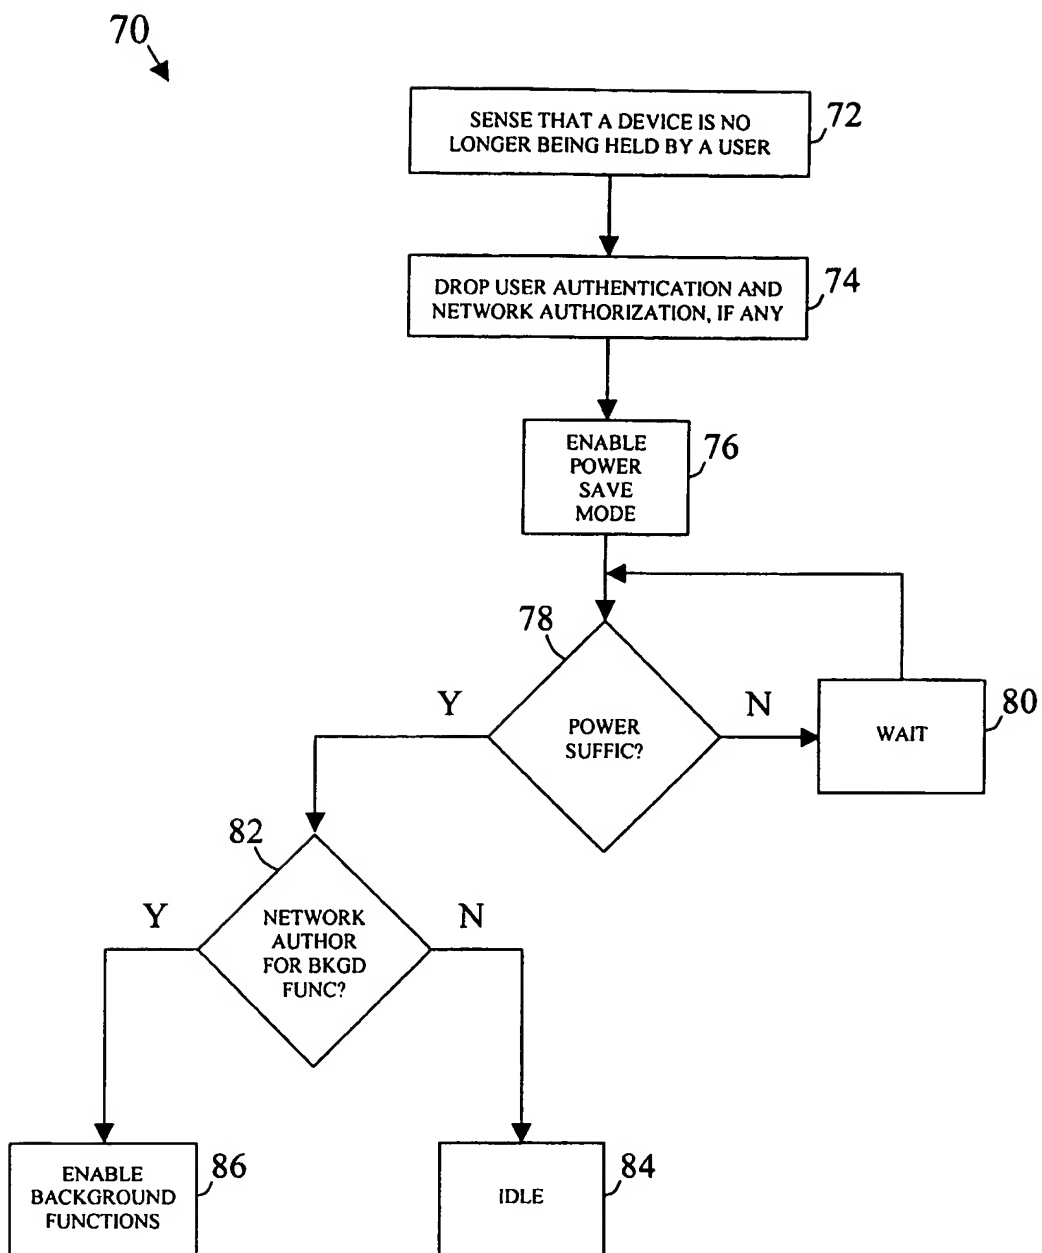 70
SENSE THAT A DEVICE IS NO
LONGER BEING HELD BY A USER
72
DROP USER AUTHENTICATION AND
NETWORK AUTHORIZATION, IF ANY
74
ENABLE
POWER
SAVE
MODE
76
78
Y
POWER
SUFFIC?
N
WAIT
80
82
Y
NETWORK
AUTHOR
FOR BKGD
FUNC?
N
ENABLE
BACKGROUND
FUNCTIONS
86
IDLE
84